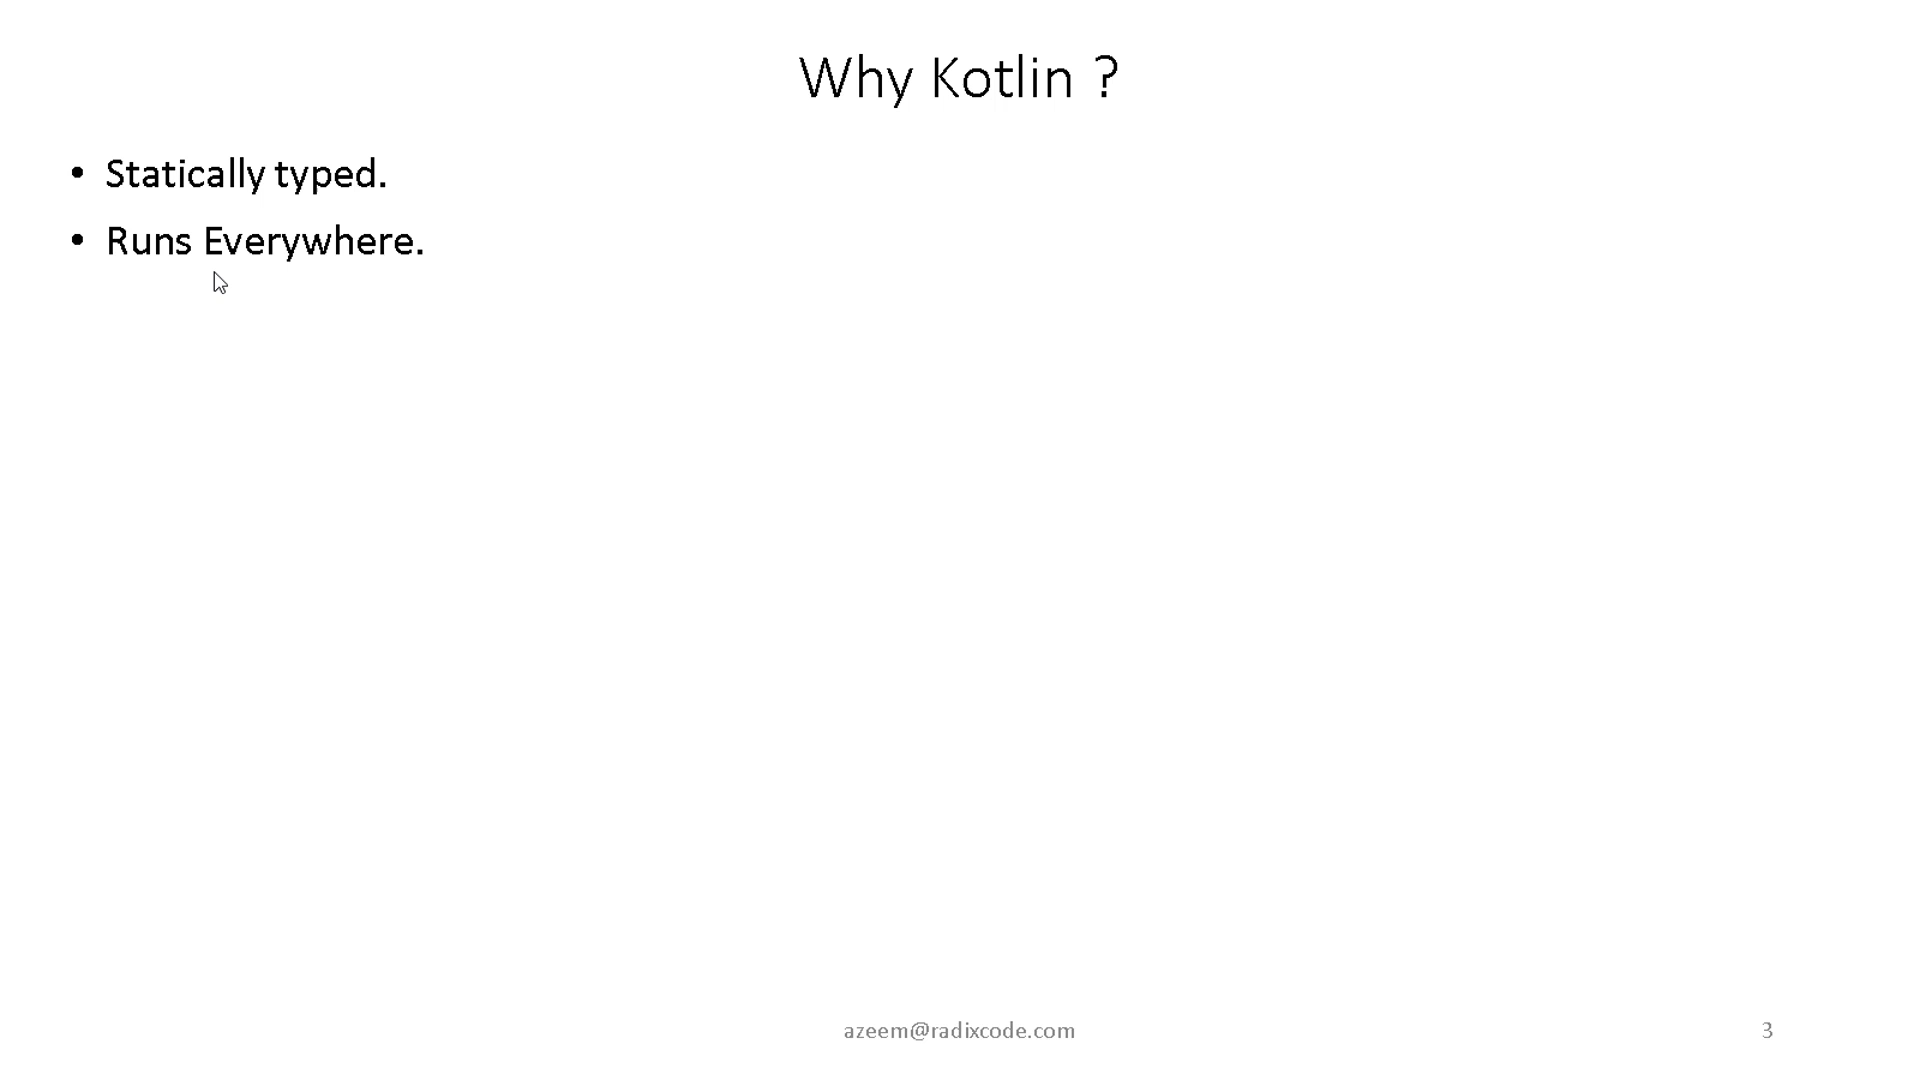 Why Kotlin ?
• Statically typed.
• Runs Everywhere.
azeem@radixcode.com
3